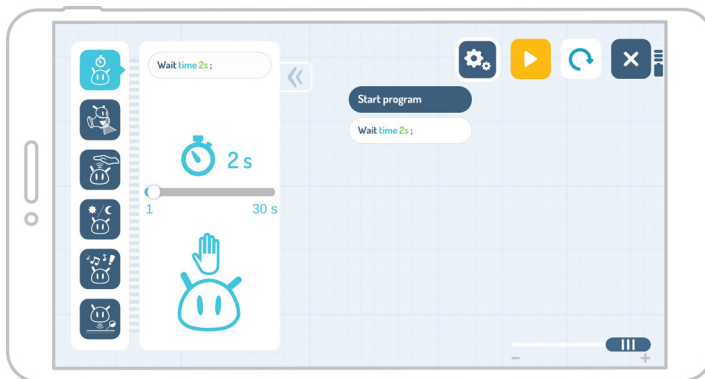 Wait time 2s ;
2 s
1 30 s
Start program
Wait time 2s ;
- +